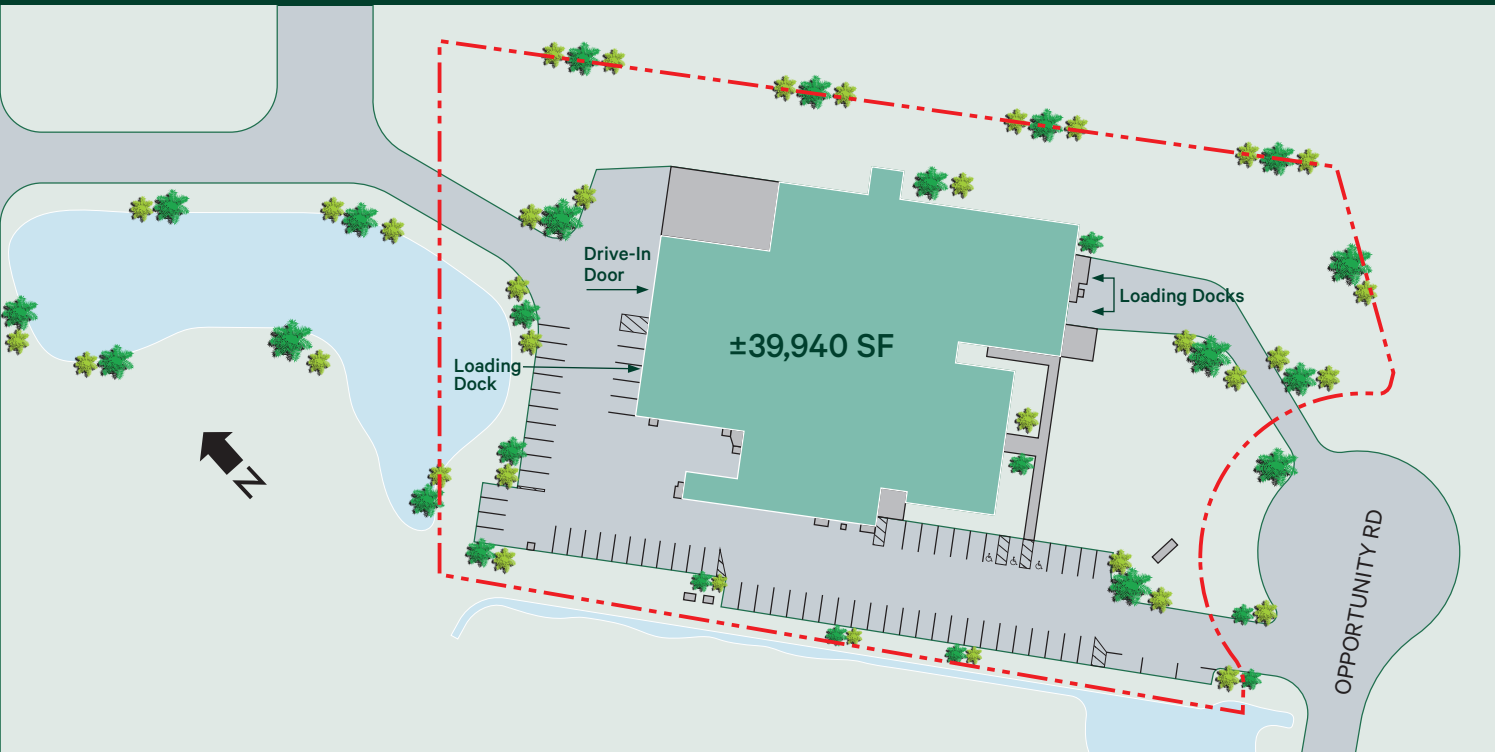 Drive-In
Door
Loading Docks
±39,940 SF
Loading
Dock
N
OPPORTUNITY RD